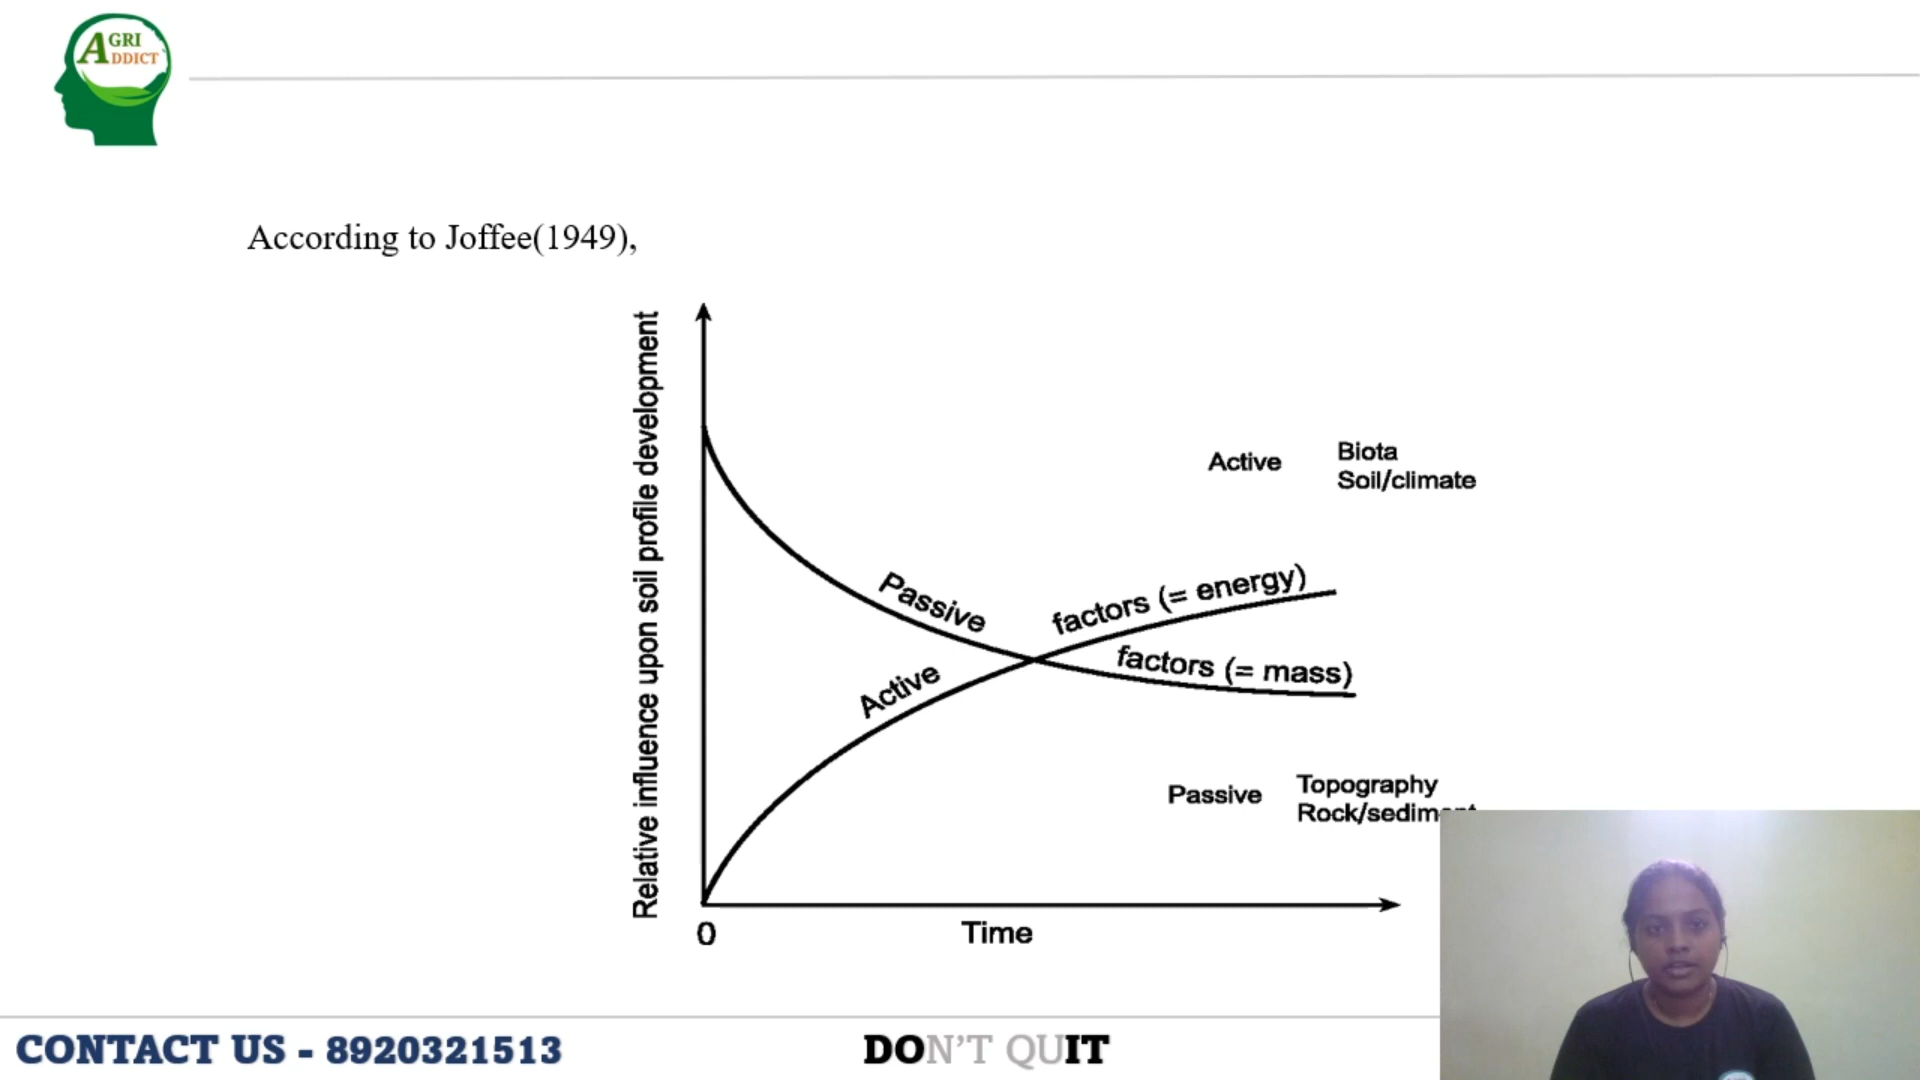 AGRI
ADDICT
According to Joffee(1949),
Relative influence upon soil profile development
Active
Biota
Soil/climate
Passive
factors (= energy)
factors (= mass)
Active
Passive
Topography
Rock/sediment
0
Time
CONTACT US - 8920321513
DON'T QUIT